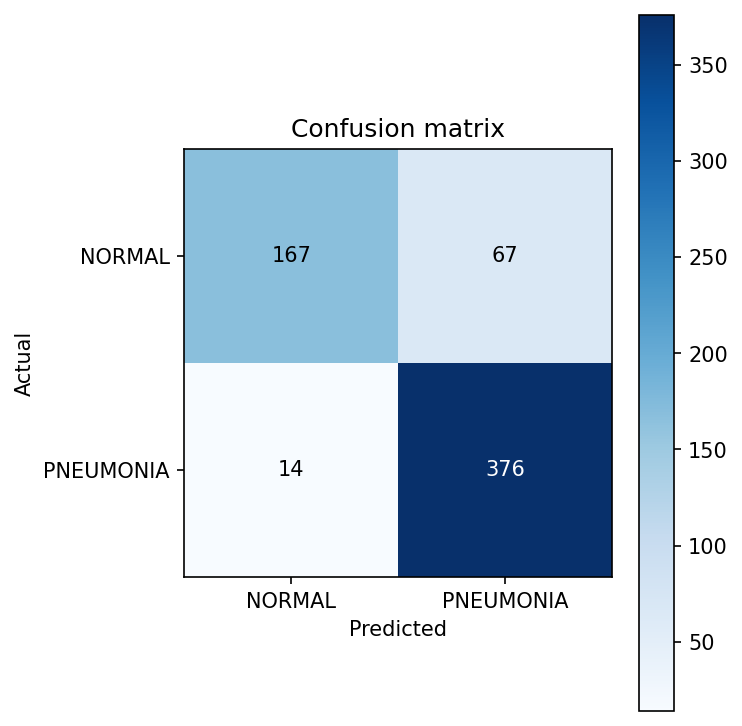 Confusion matrix
NORMAL
PNEUMONIA
Actual
167
67
14
376
NORMAL
PNEUMONIA
Predicted
350
300
250
200
150
100
50